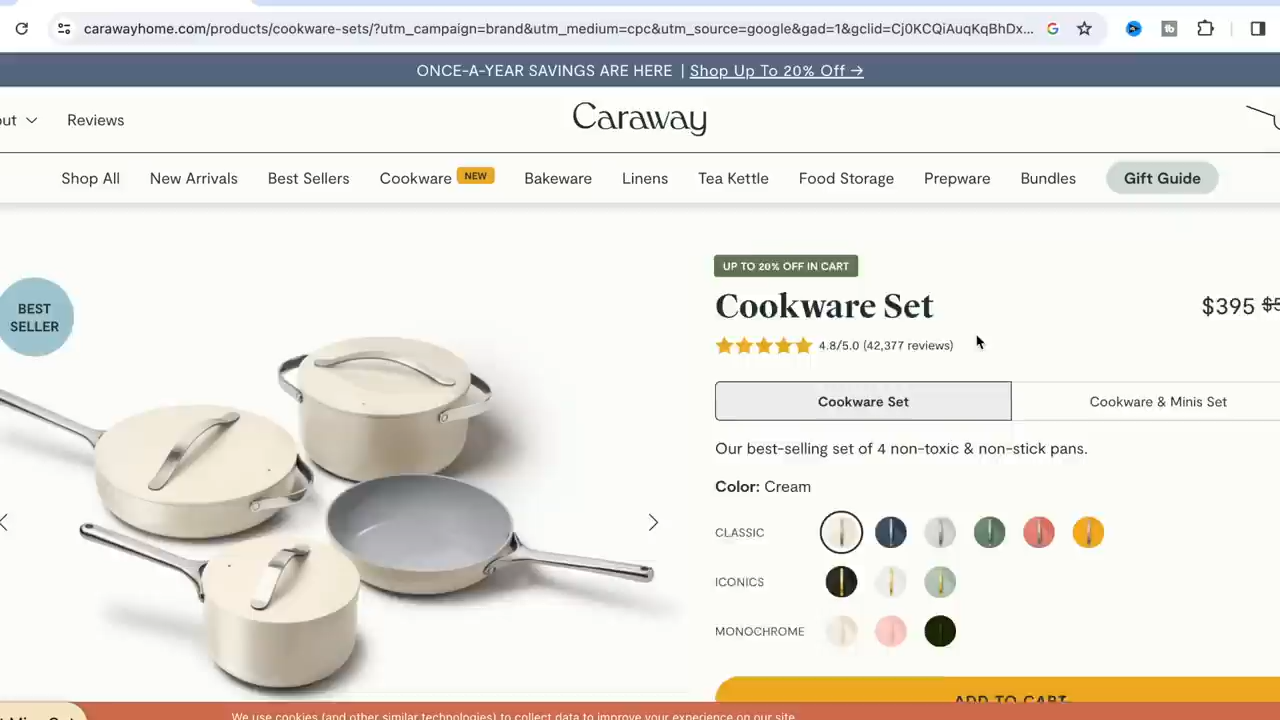 carawayhome.com/products/cookware-sets/?utm_campaign=brand&utm_medium=cpc&utm_source=google&gad=1&gclid=Cj0KCQiAuqKqBhDx...
ONCE-A-YEAR SAVINGS ARE HERE | Shop Up To 20% Off →
out Reviews
Caraway
Shop All New Arrivals Best Sellers Cookware NEW Bakeware Linens Tea Kettle Food Storage Prepware Bundles Gift Guide
UP TO 20% OFF IN CART
BEST
SELLER
Cookware Set $395 $5
4.8/5.0 (42,377 reviews)
Cookware Set Cookware & Minis Set
Our best-selling set of 4 non-toxic & non-stick pans.
Color: Cream
CLASSIC
ICONICS
MONOCHROME
ADD TO CART
We use cookies (and other similar technologies) to collect data to improve your experience on our site.